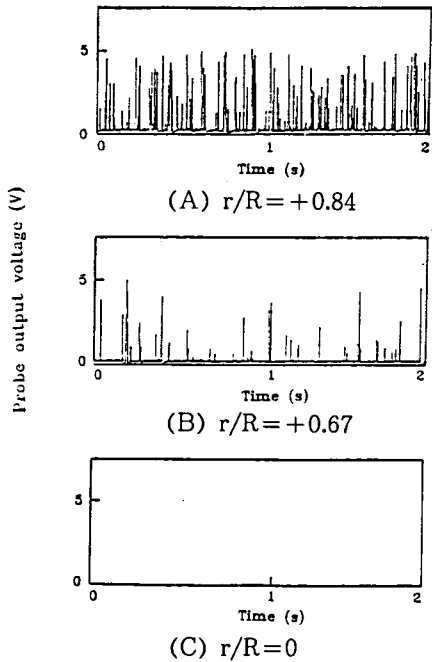 5
0
0 1 2
Time (s)
(A) r/R=+0.84
Probe output voltage (V)
5
0
0 1 2
Time (s)
(B) r/R=+0.67
5
0
0 1 2
Time (s)
(C) r/R=0